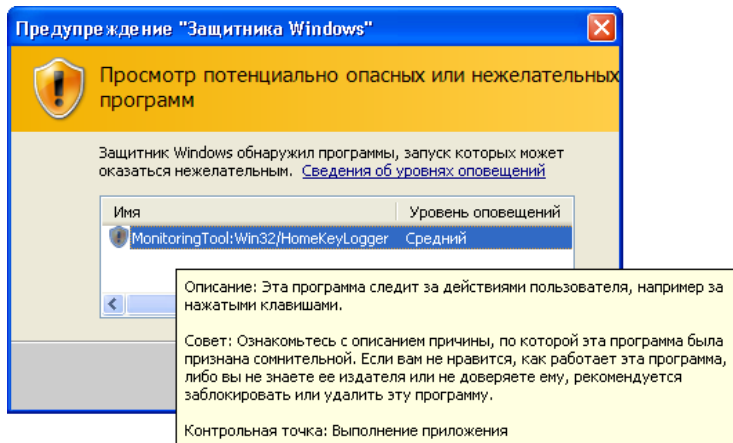 Предупреждение "Защитника Windows"
Просмотр потенциально опасных или нежелательных
программ
Защитник Windows обнаружил программы, запуск которых может
оказаться нежелательным. Сведения об уровнях оповещений
Имя Уровень оповещений
MonitoringTool:Win32/HomeKeyLogger Средний
Описание: Эта программа следит за действиями пользователя, например за
нажатыми клавишами.
Совет: Ознакомьтесь с описанием причины, по которой эта программа была
признана сомнительной. Если вам не нравится, как работает эта программа,
либо вы не знаете ее издателя или не доверяете ему, рекомендуется
заблокировать или удалить эту программу.
Контрольная точка: Выполнение приложения